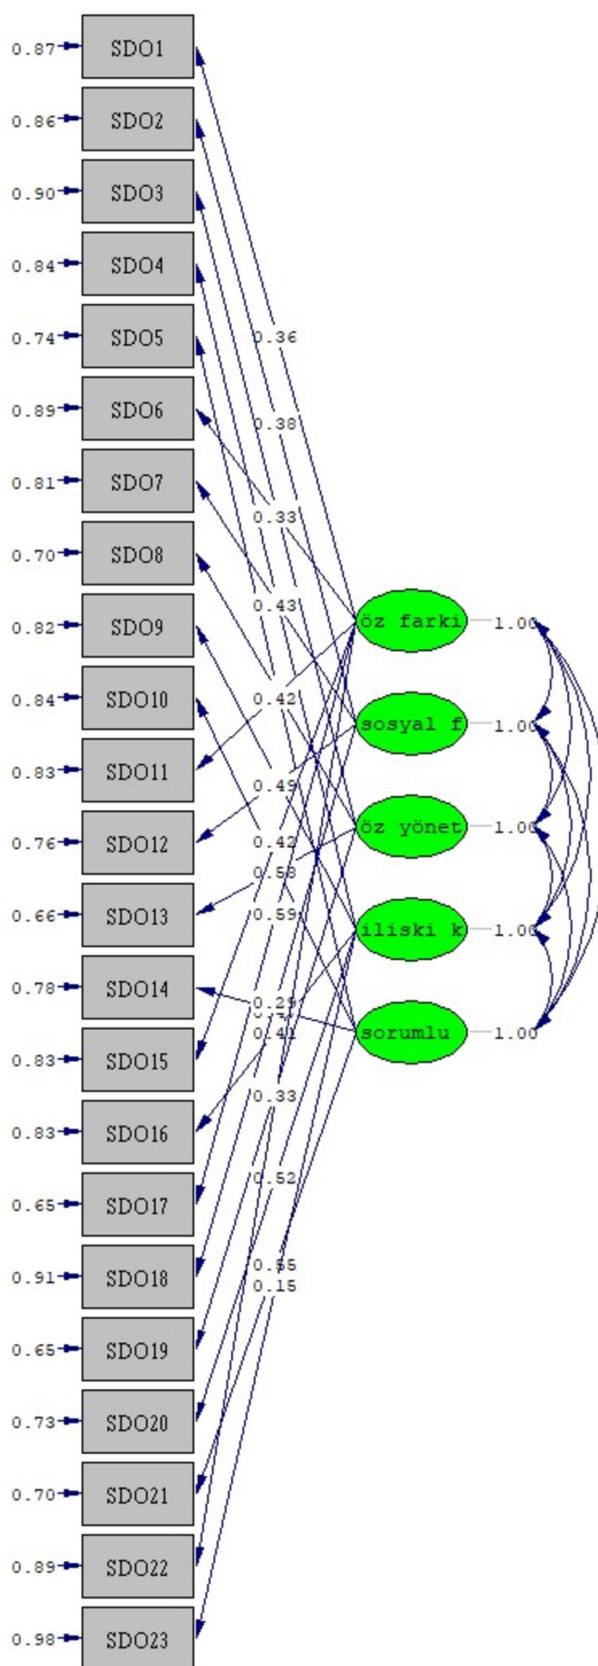 0.87 SDO1
0.86 SDO2
0.90 SDO3
0.84 SDO4
0.74 SDO5 0.36
0.89 SDO6
0.38
0.81 SDO7
0.33
0.70 SDO8
0.43
0.82 SDO9 öz farki 1.00
0.84 SDO10 0.42
sosyal f 1.00
0.83 SDO11
0.49
0.76 SDO12 0.42 öz yönet 1.00
0.58
0.66 SDO13 0.59
iliski k 1.00
0.78 SDO14 0.29
0.41 sorumlu 1.00
0.83 SDO15
0.33
0.83 SDO16
0.52
0.65 SDO17
0.55
0.91 SDO18 0.15
0.65 SDO19
0.73 SDO20
0.70 SDO21
0.89 SDO22
0.98 SDO23